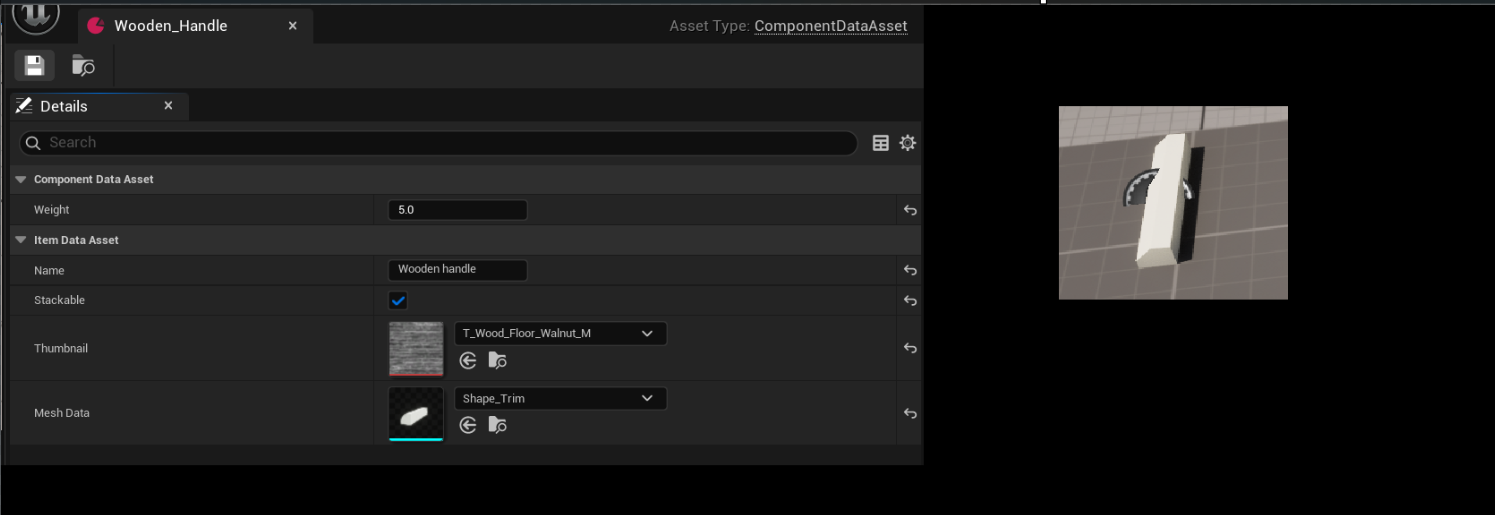 Wooden_Handle
Asset Type: ComponentDataAsset
Details
Search
Component Data Asset
Weight 5.0
Item Data Asset
Name Wooden handle
Stackable
Thumbnail T_Wood_Floor_Walnut_M
Mesh Data Shape_Trim